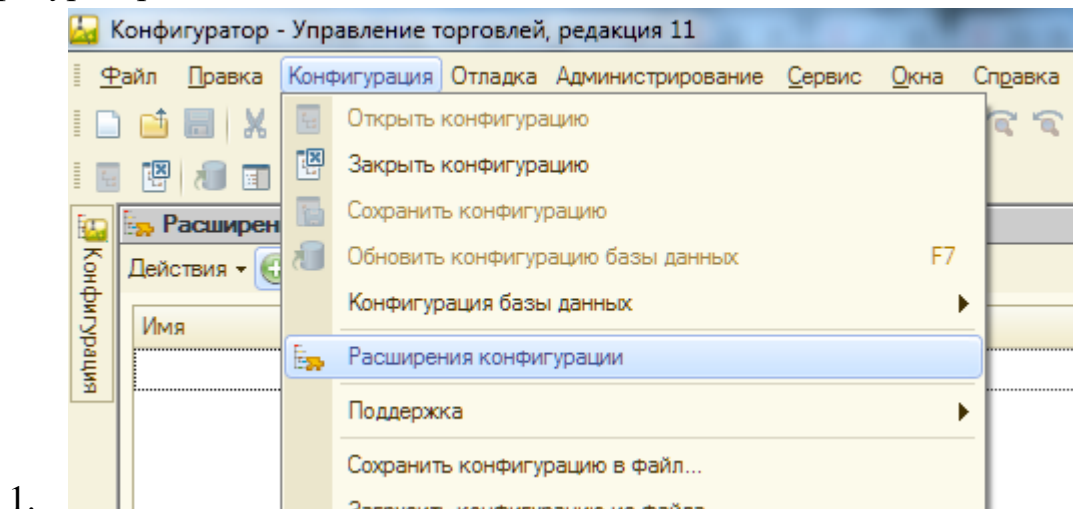 Конфигуратор - Управление торговлей, редакция 11
Файл Правка Конфигурация Отладка Администрирование Сервис Окна Справка
Открыть конфигурацию
Закрыть конфигурацию
Сохранить конфигурацию
Расширен
Обновить конфигурацию базы данных F7
Действия
Конфигурация базы данных
Имя
Конфигурация
Расширения конфигурации
Поддержка
Сохранить конфигурацию в файл...
1.